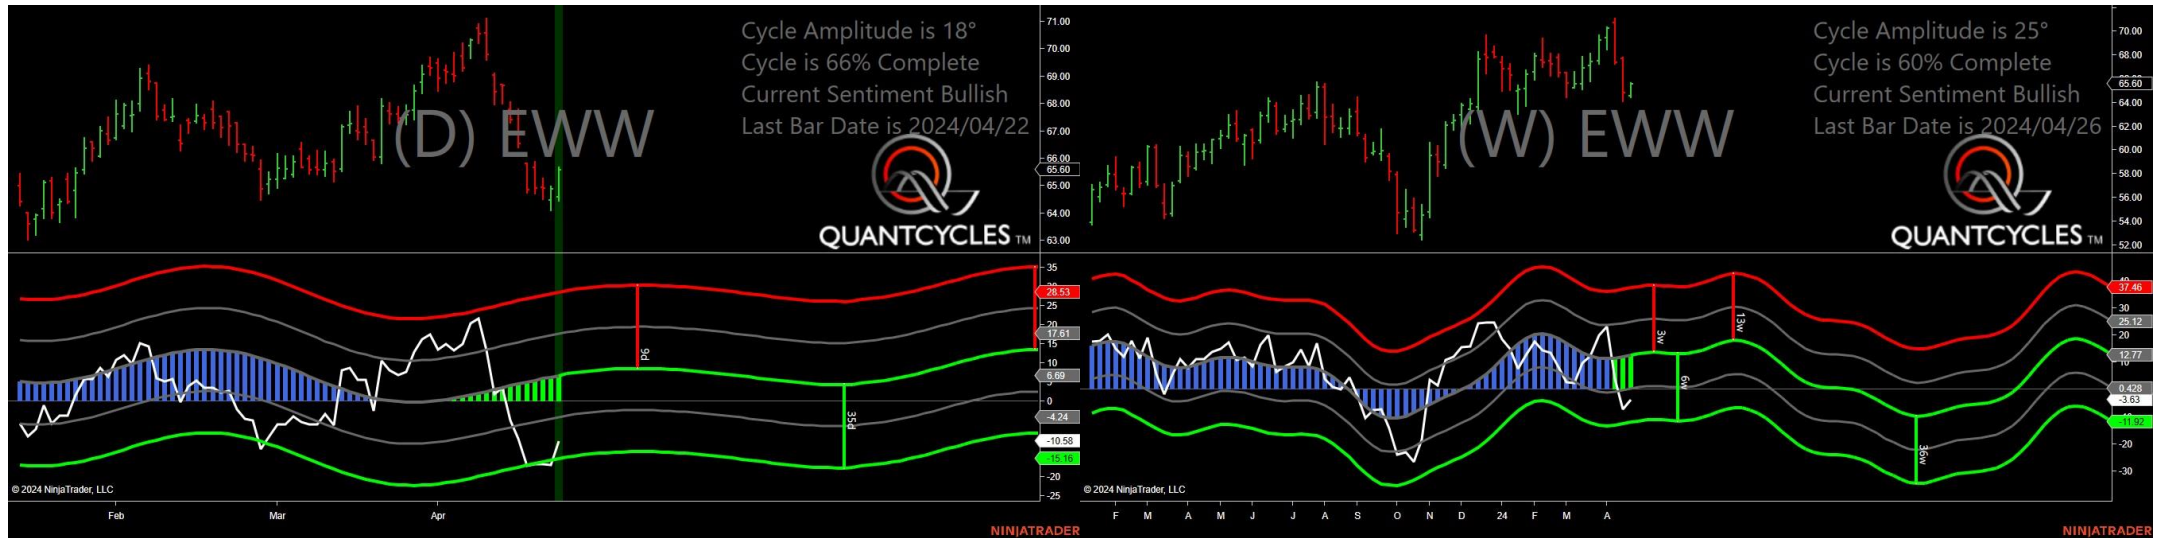 Cycle Amplitude is 18°
Cycle is 66% Complete
Current Sentiment Bullish
Last Bar Date is 2024/04/22
(D) EWW
QUANTCYCLES TM
71.00
70.00
69.00
68.00
67.00
66.00
65.60
65.00
64.00
63.00
35
28.53
25
20
17.61
15
10
6.69
0
-4.24
-10.58
-15.16
-20
-25
9d
35d
© 2024 NinjaTrader, LLC
Feb
Mar
Apr
NINJATRADER
Cycle Amplitude is 25°
Cycle is 60% Complete
Current Sentiment Bullish
Last Bar Date is 2024/04/26
(W) EWW
QUANTCYCLES TM
70.00
68.00
65.60
64.00
62.00
60.00
58.00
56.00
54.00
52.00
37.46
30
25.12
20
12.77
0.428
-3.63
-11.92
-20
-30
3w
13w
6w
36w
© 2024 NinjaTrader, LLC
F
M
A
M
J
J
A
S
O
N
D
24
F
M
A
NINJATRADER